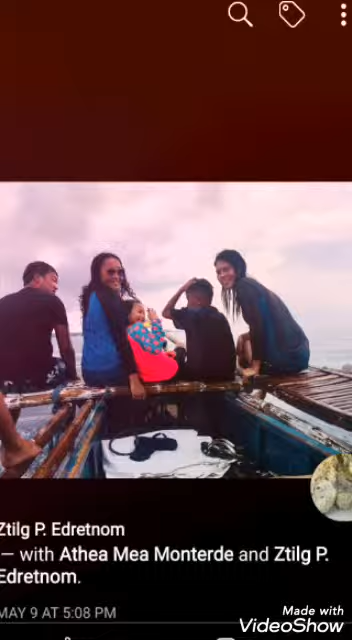 Ztilg P. Edretnom
— with Athea Mea Monterde and Ztilg P.
Edretnom.
MAY 9 AT 5:08 PM
Made with
VideoShow